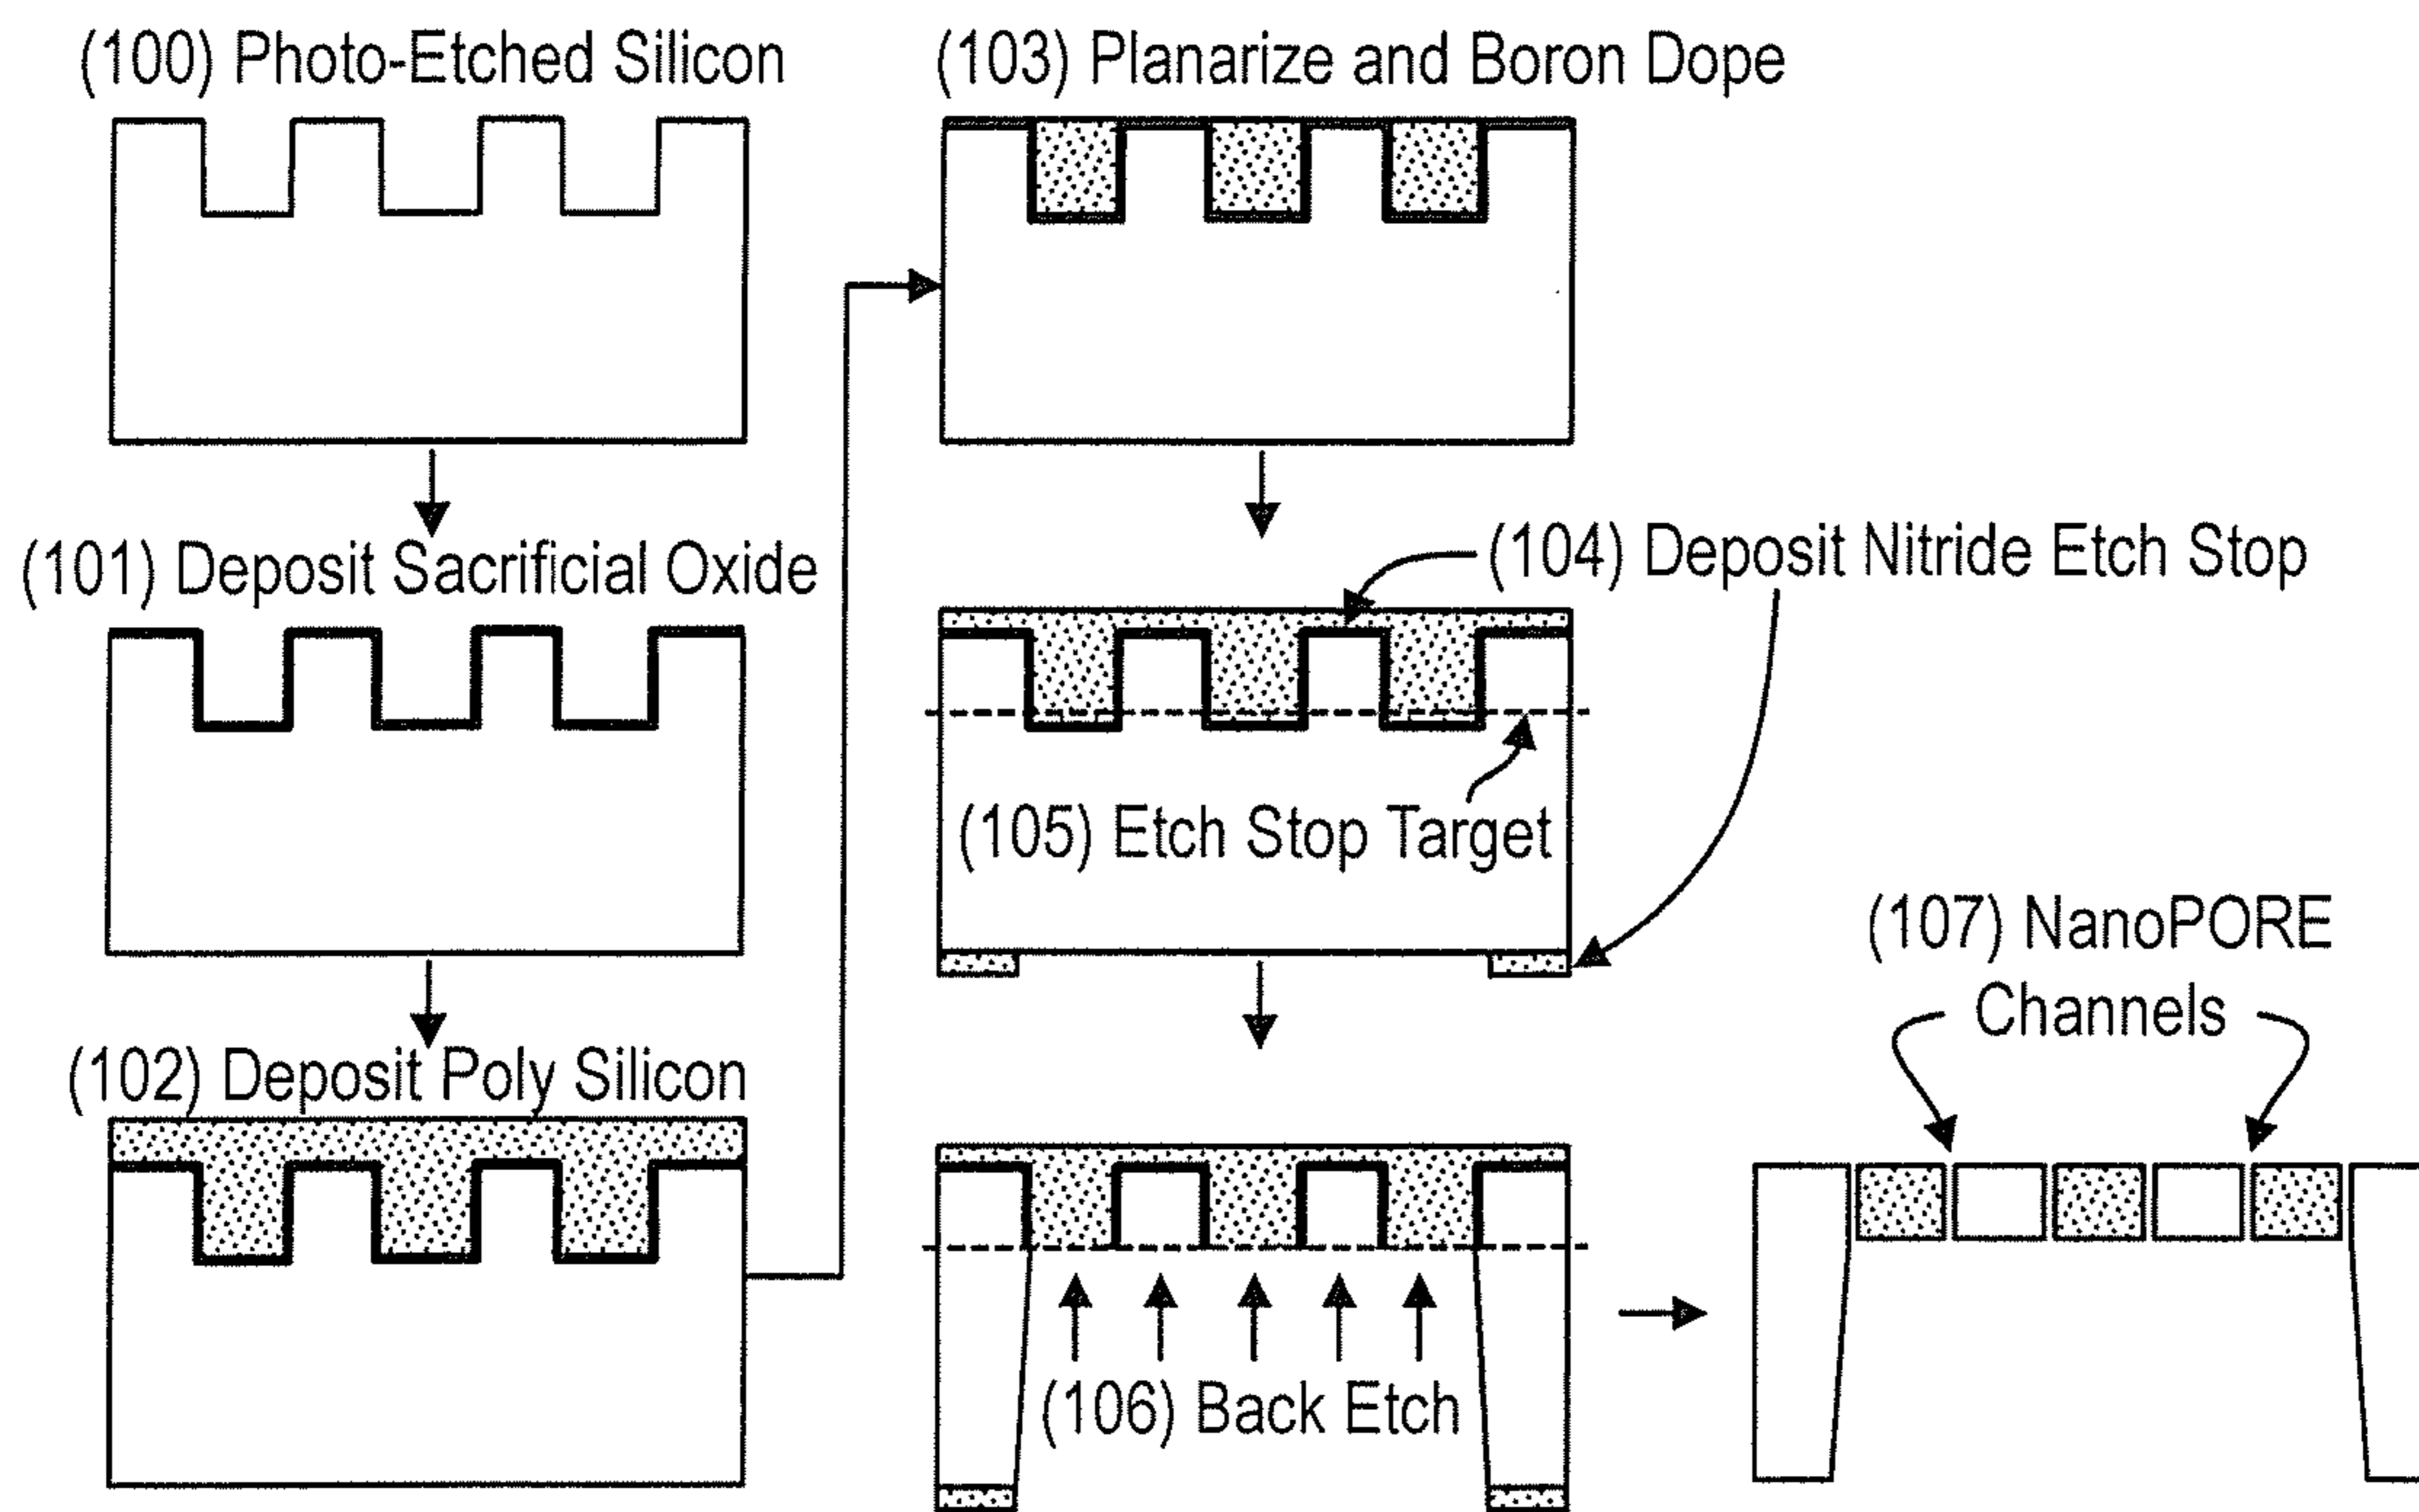 (100) Photo-Etched Silicon
(101) Deposit Sacrificial Oxide
(102) Deposit Poly Silicon
(103) Planarize and Boron Dope
(104) Deposit Nitride Etch Stop
(105) Etch Stop Target
(106) Back Etch
(107) NanoPORE
Channels